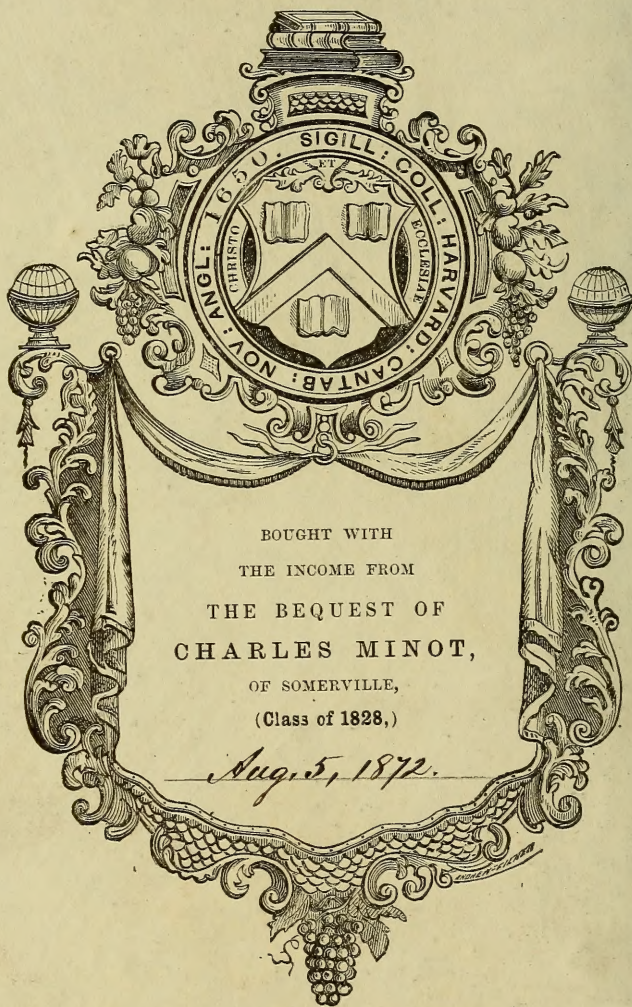 SIGILL: COLL: HARVARD: CANTAB: NOV: ANGL: 1650.
CHRISTO
ET
ECCLESIAE
BOUGHT WITH
THE INCOME FROM
THE BEQUEST OF
CHARLES MINOT,
OF SOMERVILLE,
(Class of 1828,)
Aug. 5, 1872.